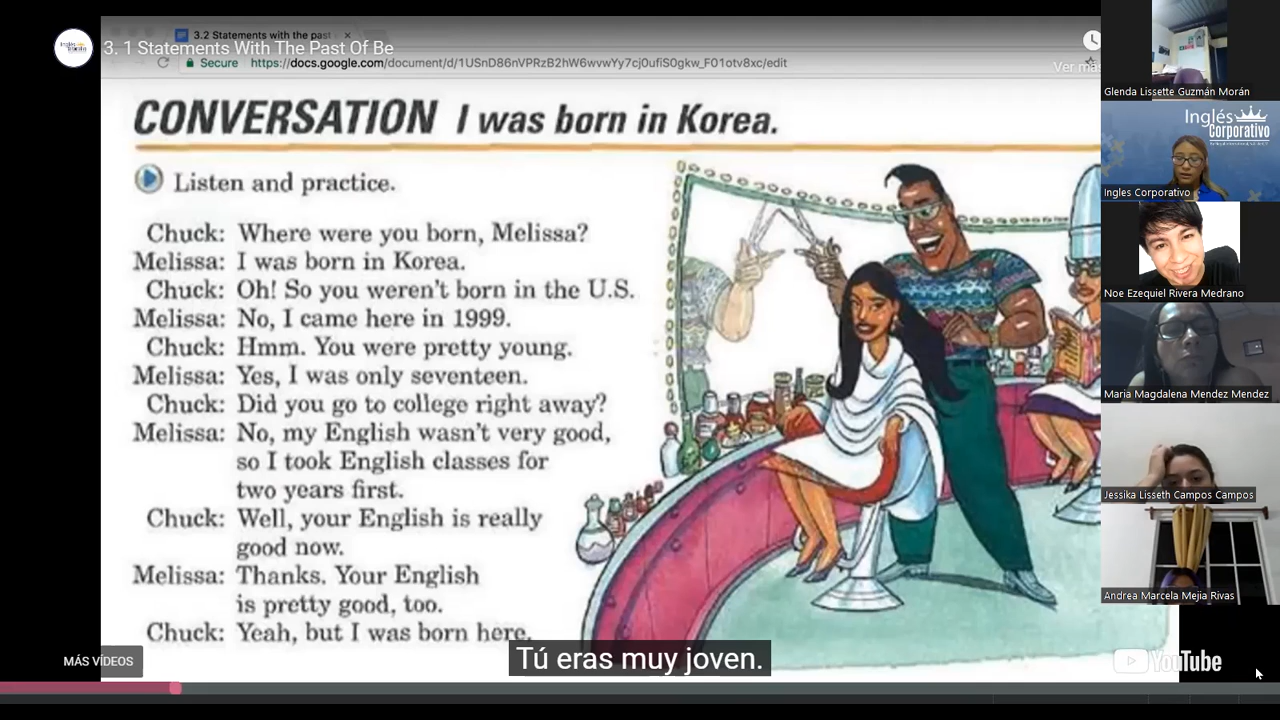 3.2 Statements with the past
3. 1 Statements With The Past Of Be
Secure https://docs.google.com/document/d/1USnD86nVPRzB2hW6wvwYy7cj0ufiS0gkw_F01otv8xc/edit
Ver más
CONVERSATION I was born in Korea.
Listen and practice.
Chuck: Where were you born, Melissa?
Melissa: I was born in Korea.
Chuck: Oh! So you weren't born in the U.S.
Melissa: No, I came here in 1999.
Chuck: Hmm. You were pretty young.
Melissa: Yes, I was only seventeen.
Chuck: Did you go to college right away?
Melissa: No, my English wasn't very good,
so I took English classes for
two years first.
Chuck: Well, your English is really
good now.
Melissa: Thanks. Your English
is pretty good, too.
Chuck: Yeah, but I was born here.
MÁS VÍDEOS
Tú eras muy joven.
YouTube
Glenda Lissette Guzmán Morán
Inglés
Corporativo
Ingles Corporativo
Noe Ezequiel Rivera Medrano
Maria Magdalena Mendez Mendez
Jessika Lisseth Campos Campos
Andrea Marcela Mejia Rivas